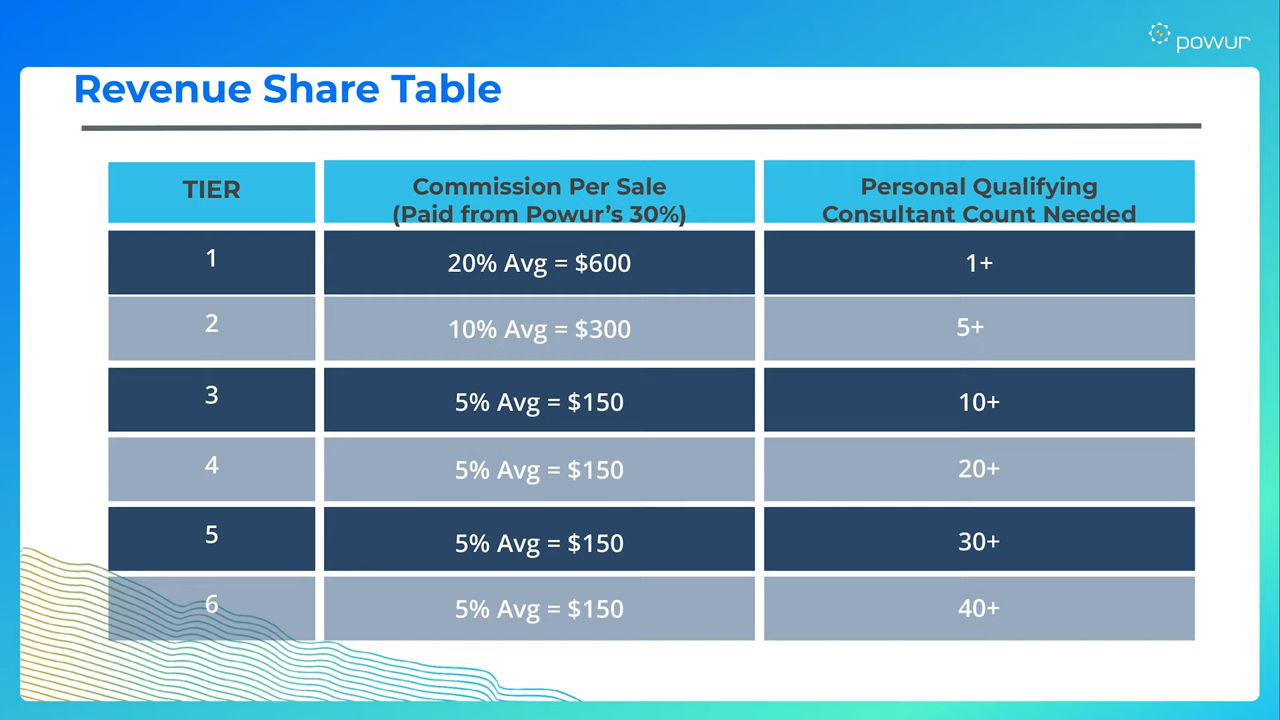 powur
Revenue Share Table
TIER
Commission Per Sale
(Paid from Powur’s 30%)
Personal Qualifying
Consultant Count Needed
1
20% Avg = $600
1+
2
10% Avg = $300
5+
3
5% Avg = $150
10+
4
5% Avg = $150
20+
5
5% Avg = $150
30+
6
5% Avg = $150
40+